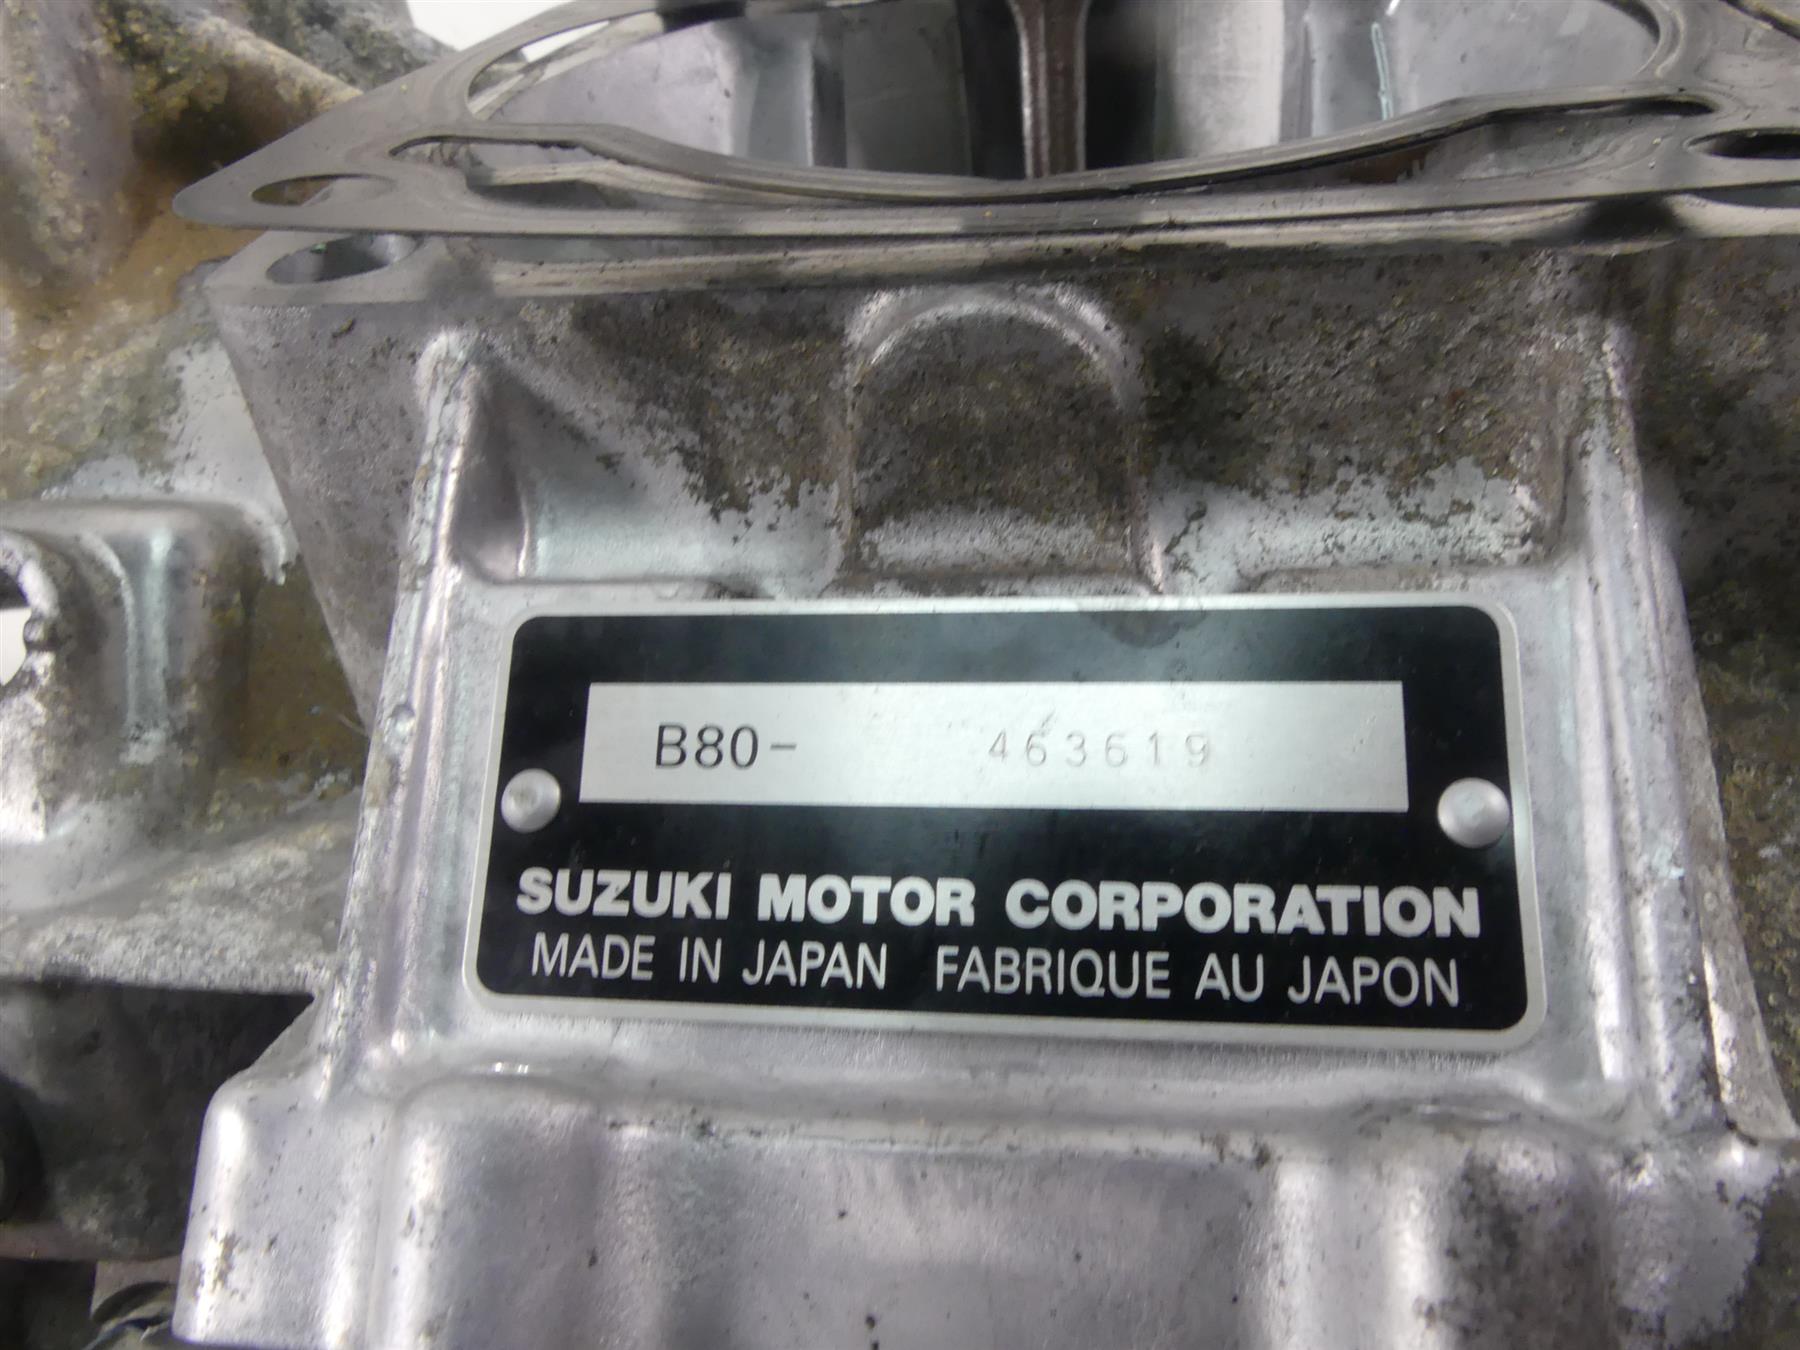 B80- 463619
SUZUKI MOTOR CORPORATION
MADE IN JAPAN FABRIQUE AU JAPON